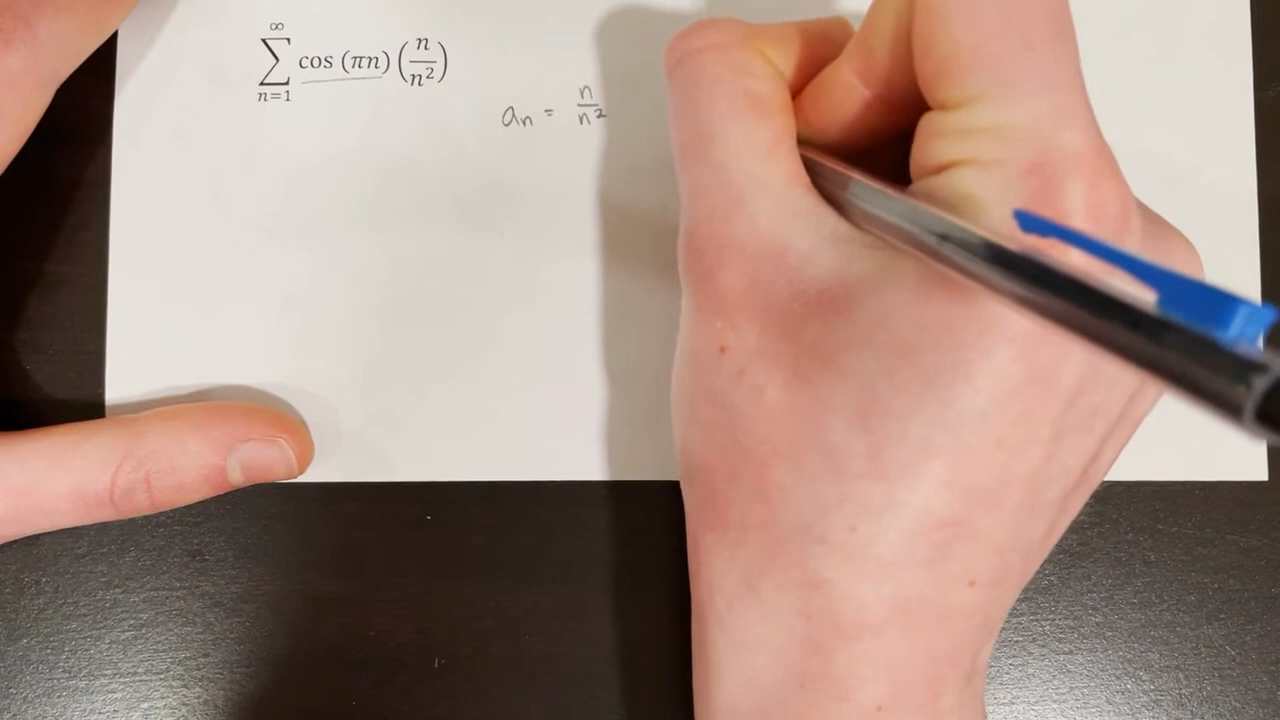 ∞
∑ cos (πn) (n/n²)
n=1
aₙ = n/n²